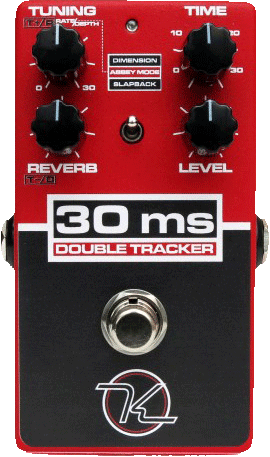 TUNING TIME
T-/G RATE/DEPTH
10 30
DIMENSION
ABBEY MODE
SLAPBACK
0 30 0 30
REVERB LEVEL
30 ms
DOUBLE TRACKER
K